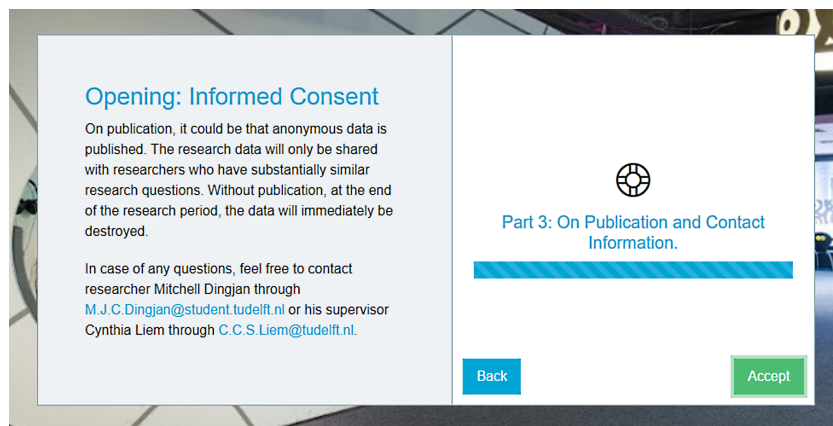 Opening: Informed Consent
On publication, it could be that anonymous data is
published. The research data will only be shared
with researchers who have substantially similar
research questions. Without publication, at the end
of the research period, the data will immediately be
destroyed.
In case of any questions, feel free to contact
researcher Mitchell Dingjan through
M.J.C.Dingjan@student.tudelft.nl or his supervisor
Cynthia Liem through C.C.S.Liem@tudelft.nl.
Part 3: On Publication and Contact
Information.
Back
Accept